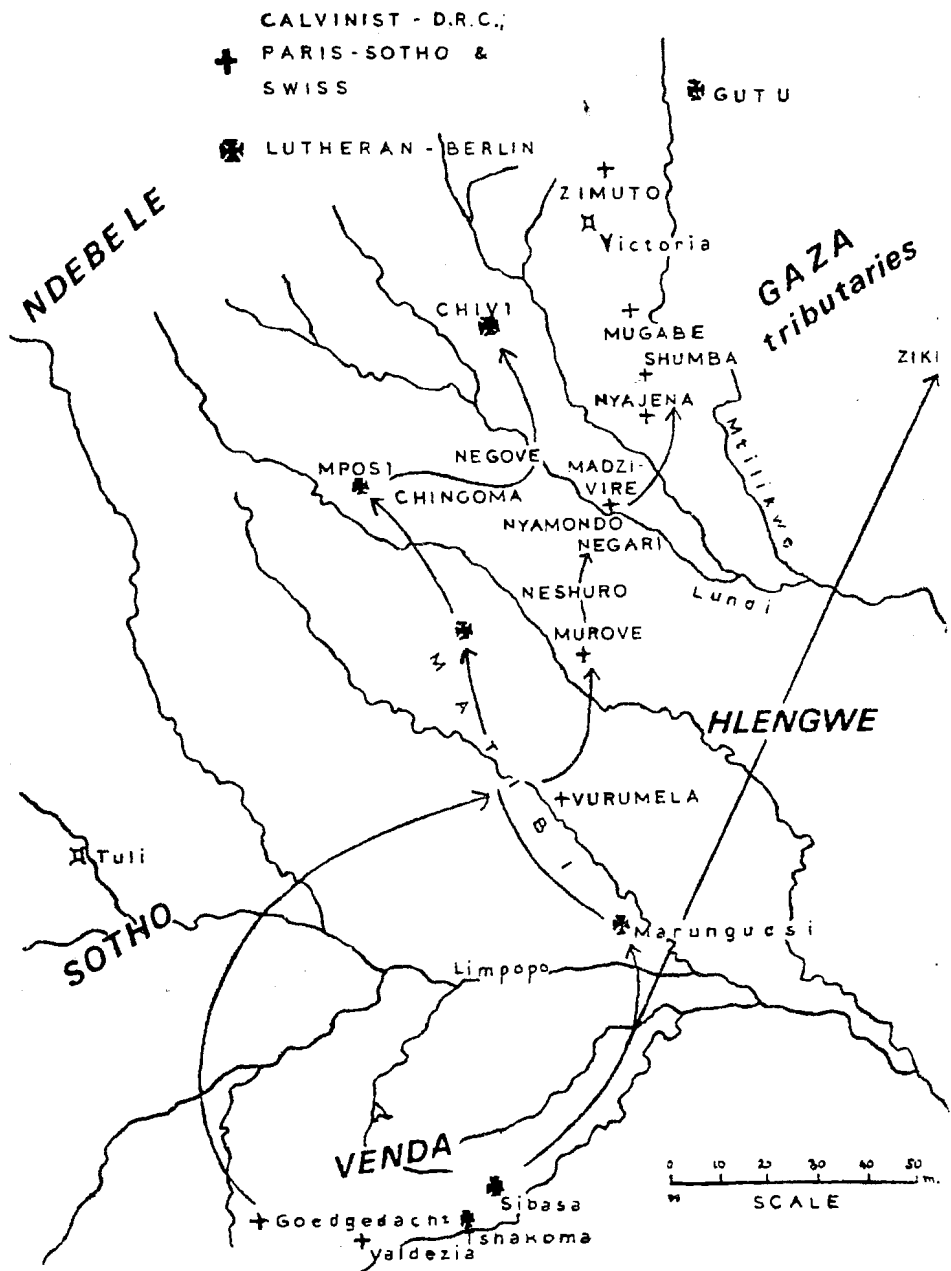 CALVINIST - D.R.C.;
PARIS-SOTHO &
SWISS
LUTHERAN - BERLIN
GUTU
ZIMUTO
Victoria
NDEBELE
GAZA
tributaries
CHIVI
MUGABE
SHUMBA
ZIKI
NYAJENA
NEGOVE
MPOSI
CHINGOMA
MADZI-
VIRE
Mtilikwe
NYAMONDO
NEGARI
NESHURO
Lundi
MUROVE
MATIBI
HLENGWE
VURUMELA
Tuli
SOTHO
Marunguesi
Limpopo
VENDA
0 10 20 30 40 50
m.
SCALE
Sibasa
Goedgedacht
Tshakoma
Valdezia